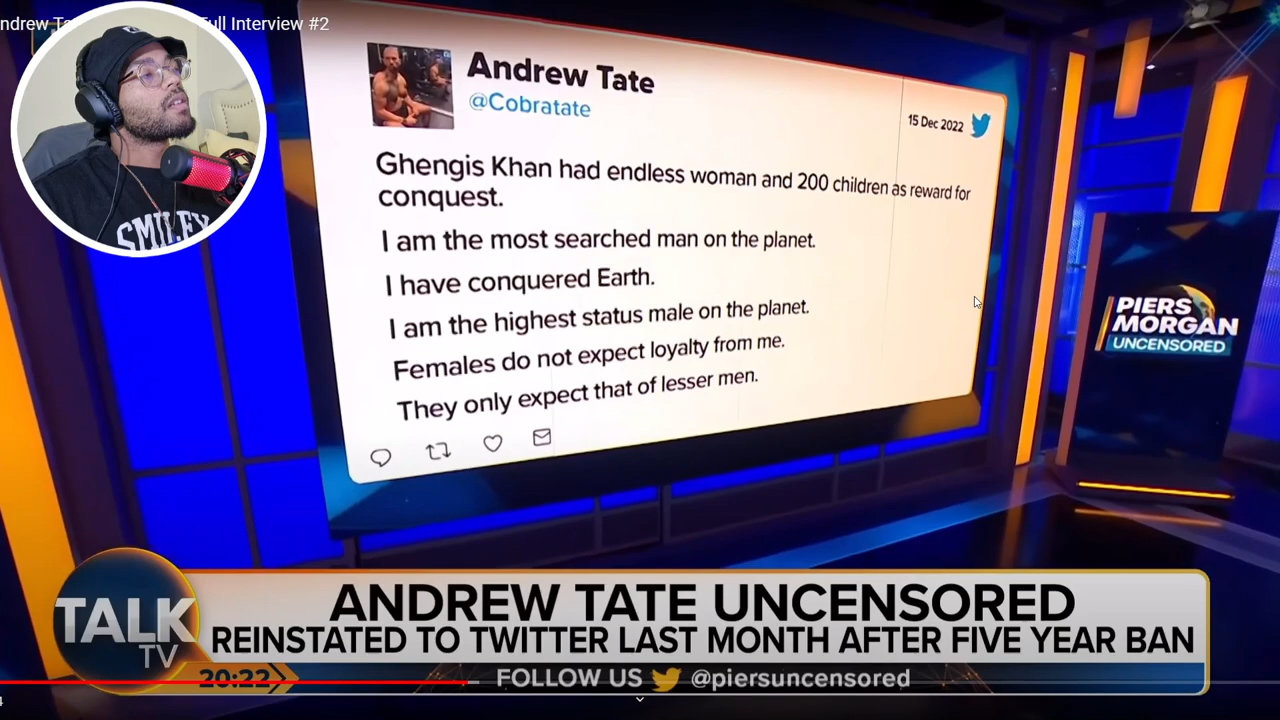 ndrew Ta
ull Interview #2
Andrew Tate
@Cobratate
15 Dec 2022
Ghengis Khan had endless woman and 200 children as reward for
conquest.
I am the most searched man on the planet.
I have conquered Earth.
I am the highest status male on the planet.
Females do not expect loyalty from me.
They only expect that of lesser men.
SMILEY
PIERS
MORGAN
UNCENSORED
ANDREW TATE UNCENSORED
REINSTATED TO TWITTER LAST MONTH AFTER FIVE YEAR BAN
TALK
TV
20:22
FOLLOW US @piersuncensored